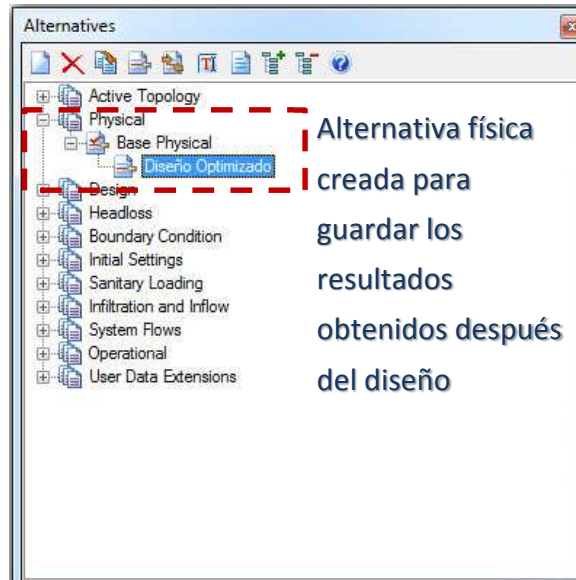 Alternatives
Active Topology
Physical
Base Physical
Diseño Optimizado
Design
Headloss
Boundary Condition
Initial Settings
Sanitary Loading
Infiltration and Inflow
System Flows
Operational
User Data Extensions
Alternativa física
creada para
guardar los
resultados
obtenidos después
del diseño